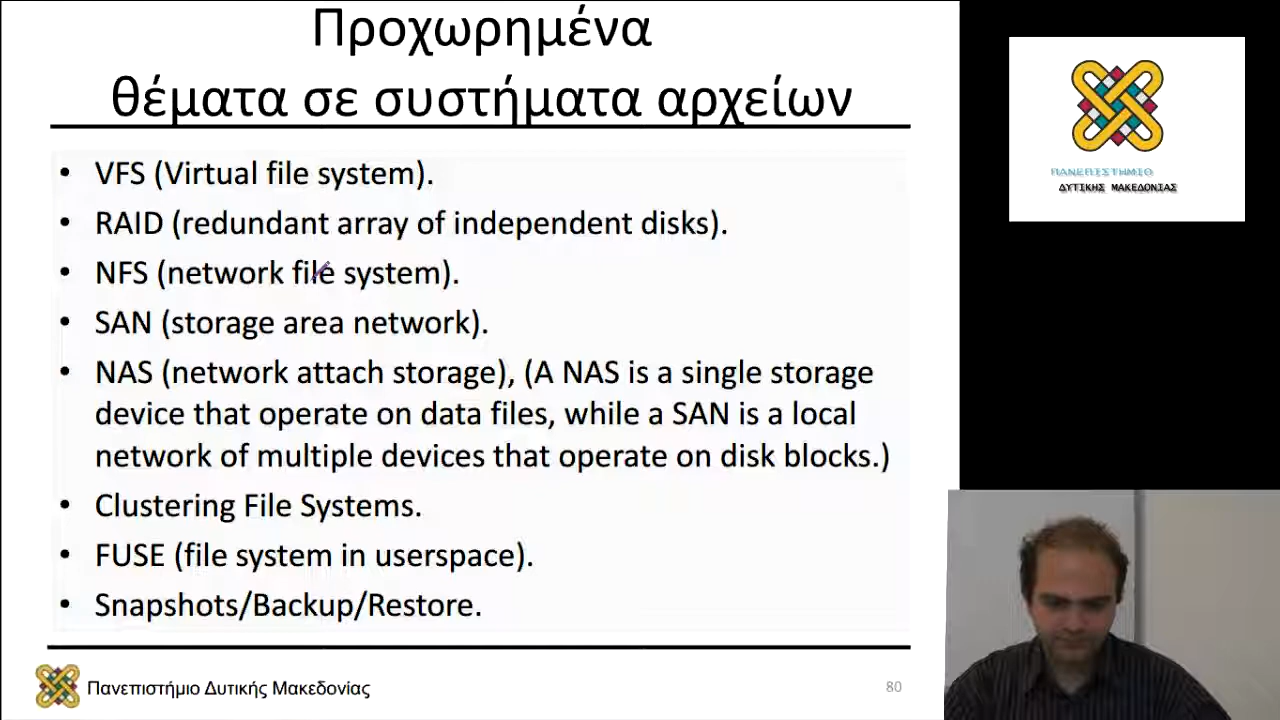 Προχωρημένα
θέματα σε συστήματα αρχείων
• VFS (Virtual file system).
• RAID (redundant array of independent disks).
• NFS (network file system).
• SAN (storage area network).
• NAS (network attach storage), (A NAS is a single storage
device that operate on data files, while a SAN is a local
network of multiple devices that operate on disk blocks.)
• Clustering File Systems.
• FUSE (file system in userspace).
• Snapshots/Backup/Restore.
Πανεπιστήμιο Δυτικής Μακεδονίας
80
ΠΑΝΕΠΙΣΤΗΜΙΟ
ΔΥΤΙΚΗΣ ΜΑΚΕΔΟΝΙΑΣ